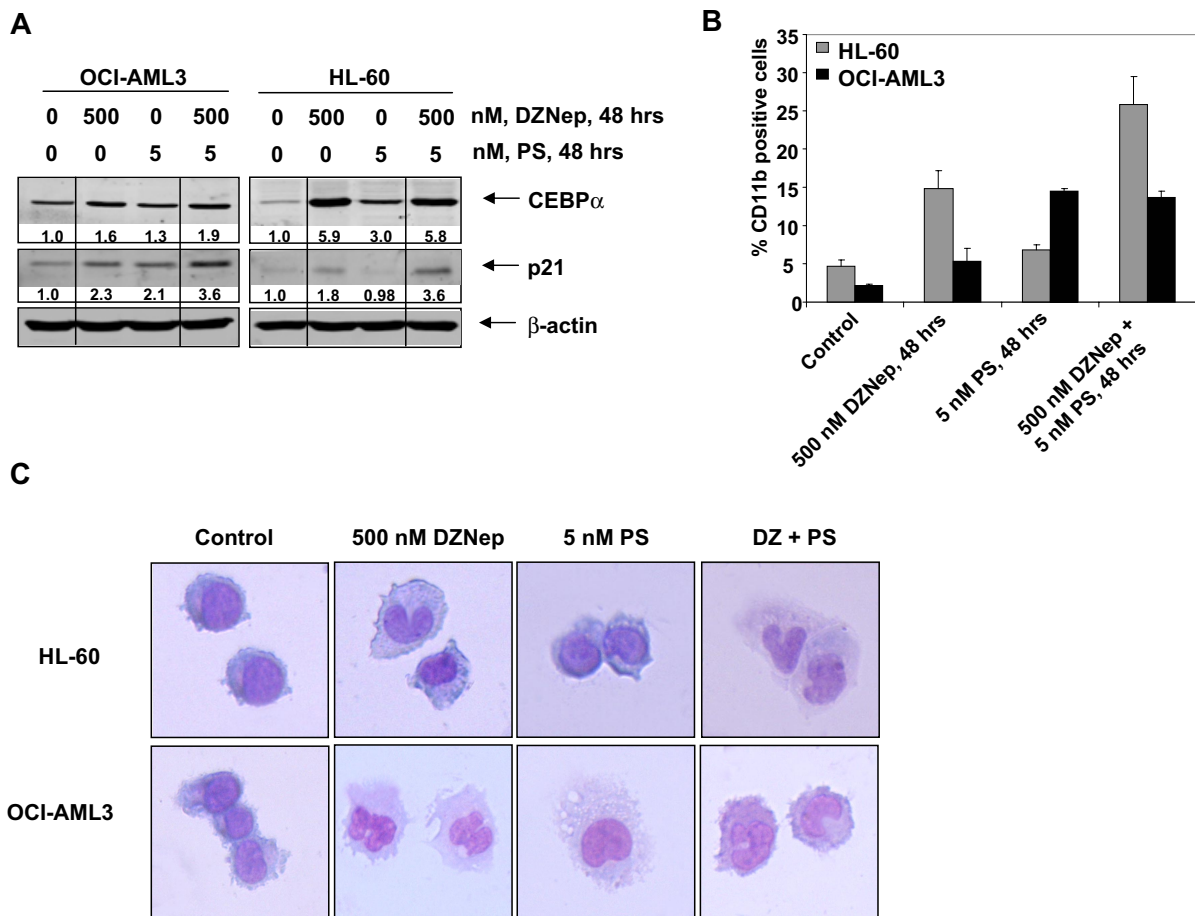 A
OCI-AML3 HL-60
0 500 0 500 0 500 0 500 nM, DZNep, 48 hrs
0 0 5 5 0 0 5 5 nM, PS, 48 hrs
CEBPα
1.0 1.6 1.3 1.9 1.0 5.9 3.0 5.8
p21
1.0 2.3 2.1 3.6 1.0 1.8 0.98 3.6
β-actin
B
% CD11b positive cells
35
30
25
20
15
10
5
0
HL-60
OCI-AML3
Control
500 nM DZNep, 48 hrs
5 nM PS, 48 hrs
500 nM DZNep +
5 nM PS, 48 hrs
C
Control 500 nM DZNep 5 nM PS DZ + PS
HL-60
OCI-AML3